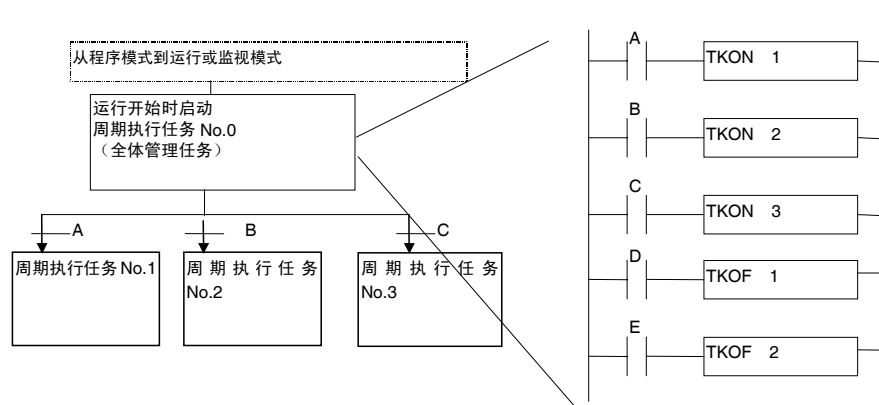 从程序模式到运行或监视模式
运行开始时启动
周期执行任务 No.0
（全体管理任务）
A
B
C
周期执行任务 No.1
周期执行任务
No.2
周期执行任务
No.3
A
TKON 1
B
TKON 2
C
TKON 3
D
TKOF 1
E
TKOF 2